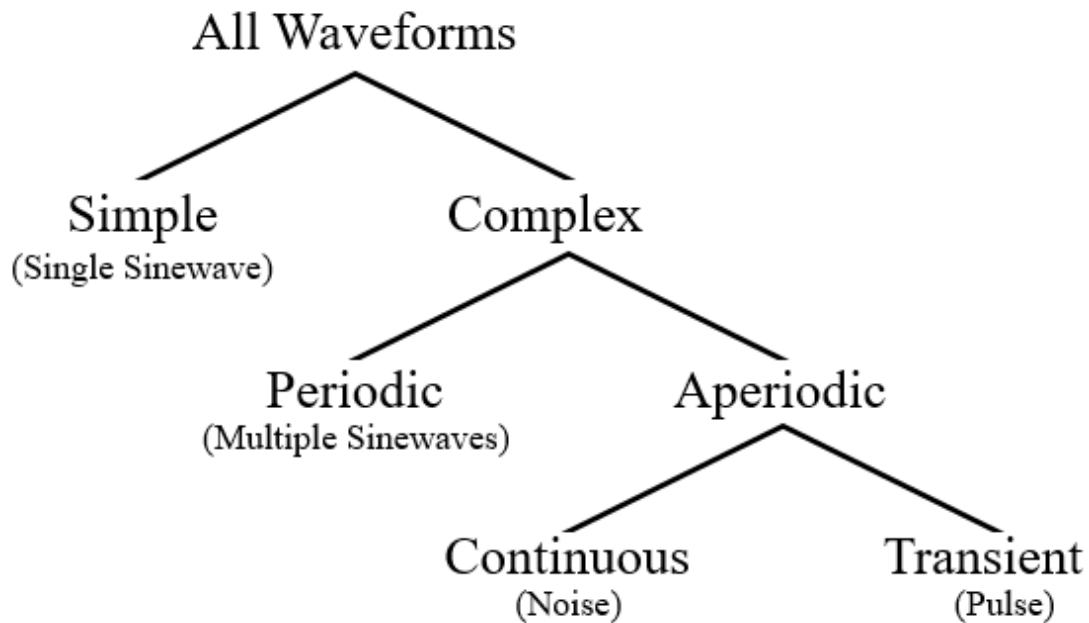 All Waveforms
Simple
Complex
(Single Sinewave)
Periodic
Aperiodic
(Multiple Sinewaves)
Continuous
Transient
(Noise)
(Pulse)